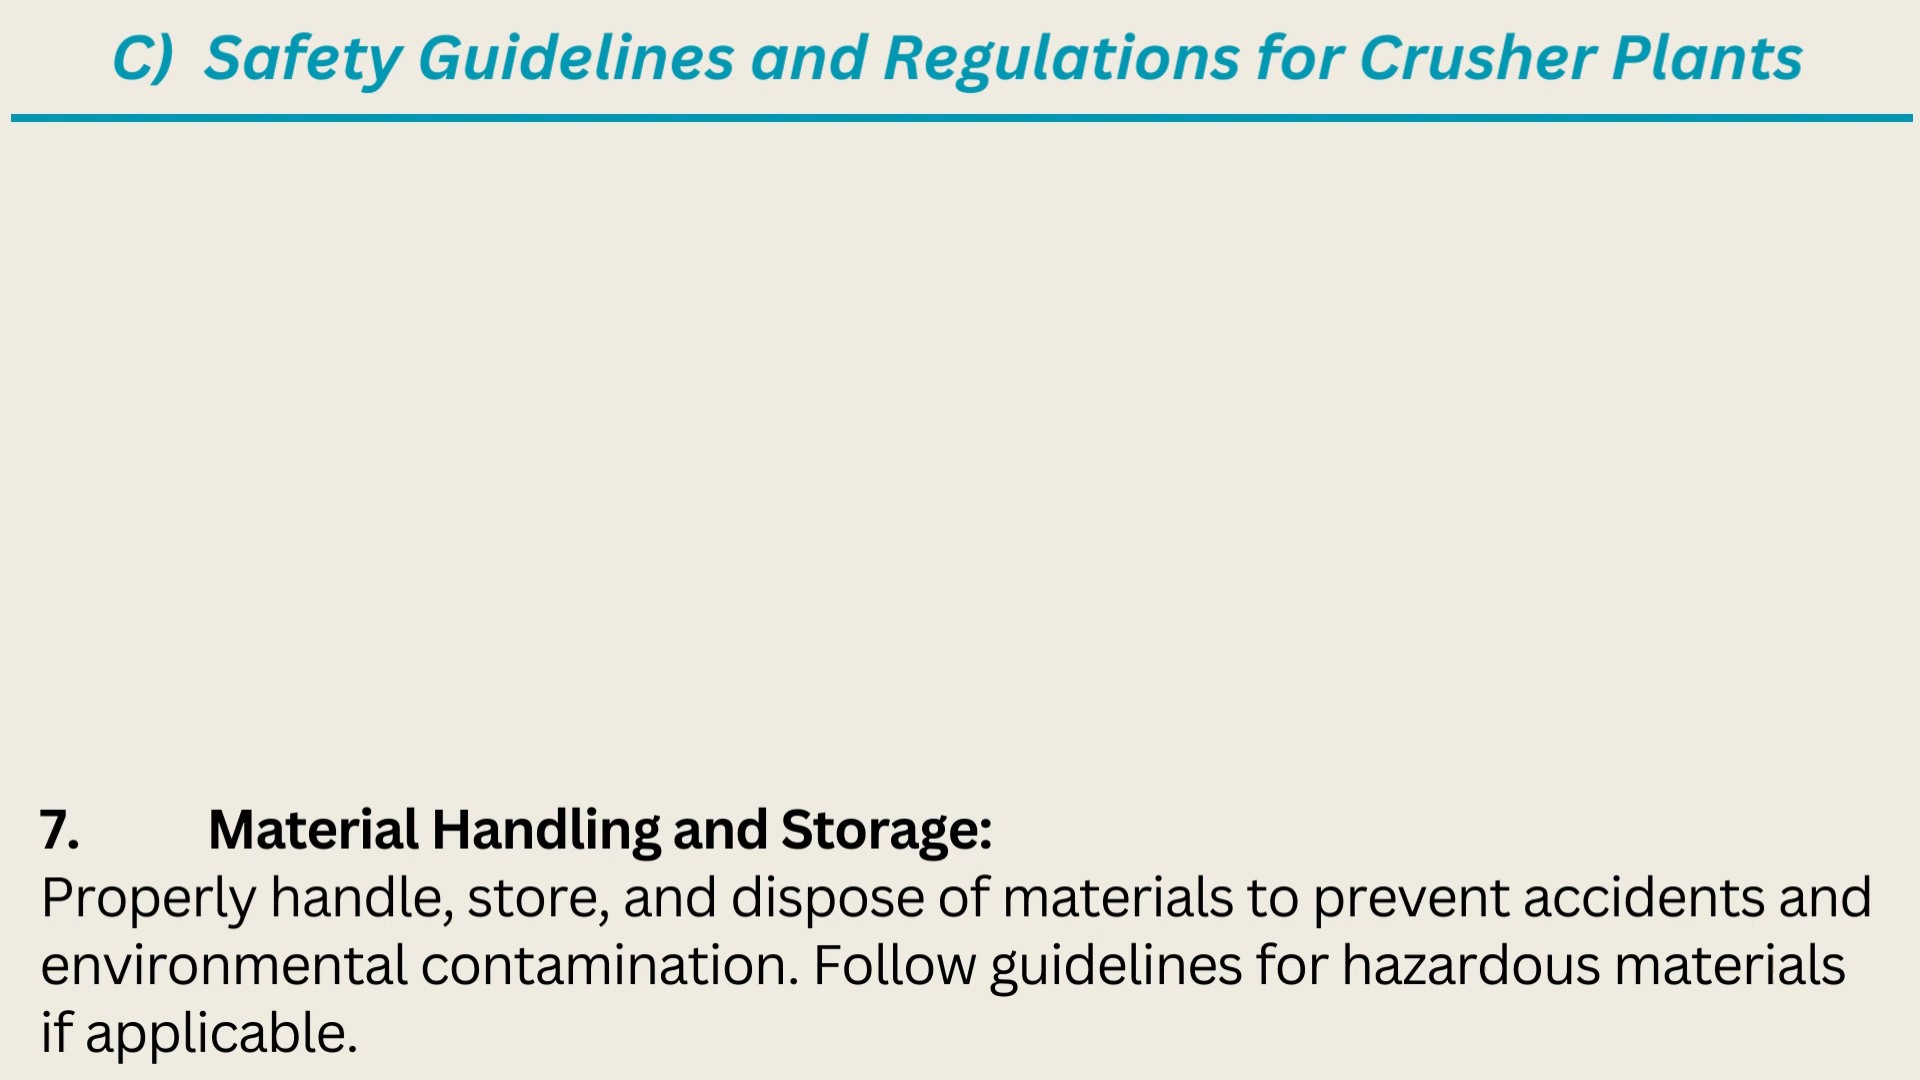 C) Safety Guidelines and Regulations for Crusher Plants
7. Material Handling and Storage:
Properly handle, store, and dispose of materials to prevent accidents and
environmental contamination. Follow guidelines for hazardous materials
if applicable.